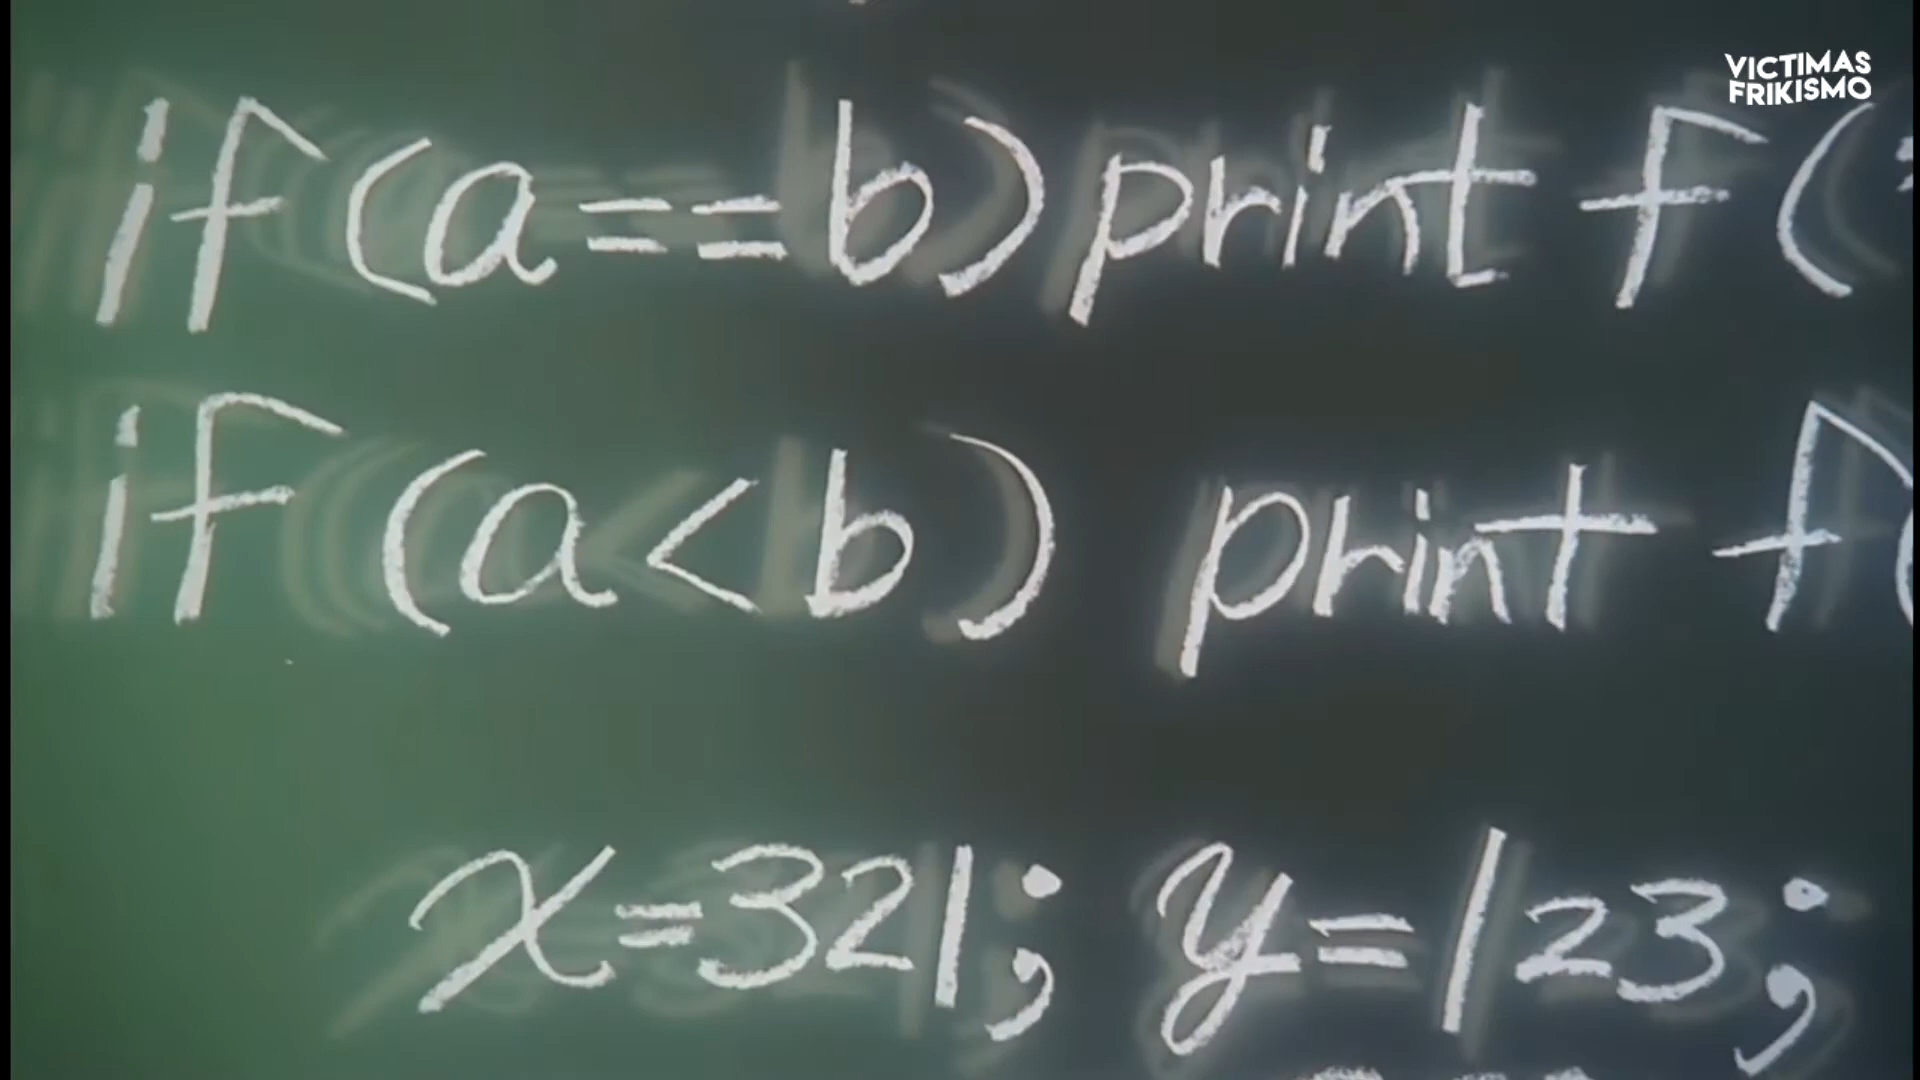 VICTIMAS
FRIKISMO
if (a==b) printf("
if (a<b) printf(
x=321; y=123;